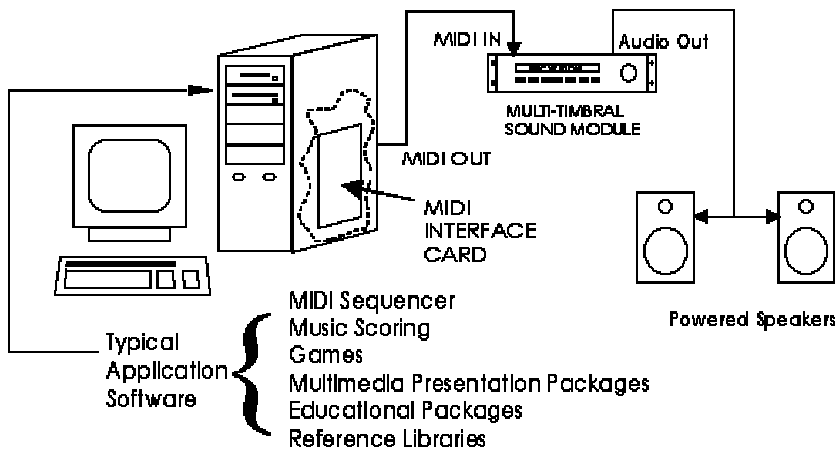 MIDI IN
Audio Out
MULTI-TIMBRAL
SOUND MODULE
MIDI OUT
MIDI
INTERFACE
CARD
Powered Speakers
Typical
Application
Software
MIDI Sequencer
Music Scoring
Games
Multimedia Presentation Packages
Educational Packages
Reference Libraries